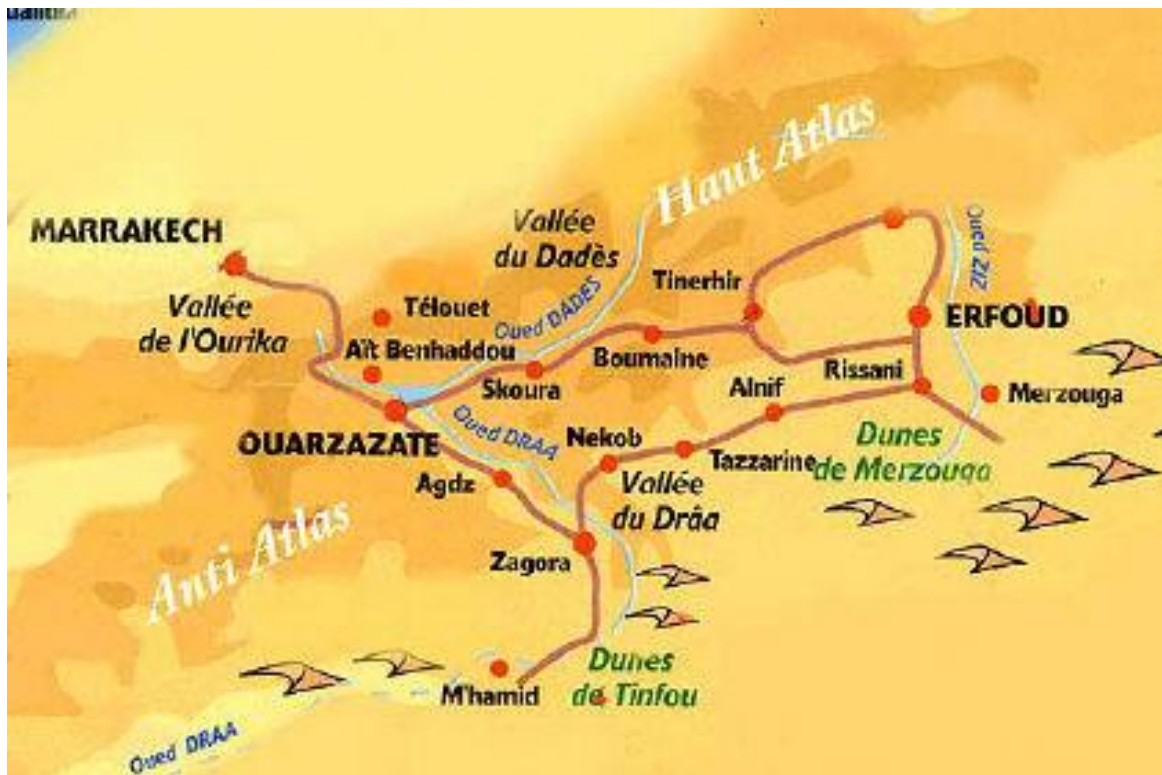 Haut Atlas
MARRAKECH
Vallée
du Dadès
Oued ZIZ
Tinerhir
Vallée
de l'Ourika
Télouet
Oued DADÈS
ERFOUD
Aït Benhaddou
Boumalne
Skoura
Alnif
Rissani
Merzouga
OUARZAZATE
Oued DRAA
Nekob
Dunes
de Merzouga
Agdz
Tazzarine
Vallée
du Drâa
Anti Atlas
Zagora
Dunes
de Tinfou
M'hamid
Oued DRAA